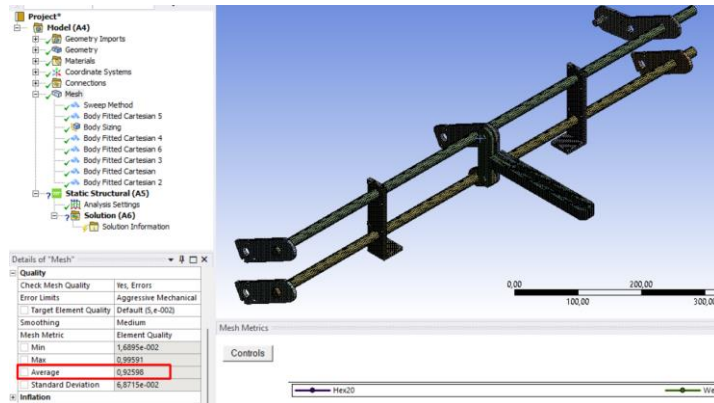 Project*
Model (A4)
Geometry Imports
Geometry
Materials
Coordinate Systems
Connections
Mesh
Sweep Method
Body Fitted Cartesian 5
Body Sizing
Body Fitted Cartesian 4
Body Fitted Cartesian 6
Body Fitted Cartesian 3
Body Fitted Cartesian
Body Fitted Cartesian 2
Static Structural (A5)
Analysis Settings
Solution (A6)
Solution Information
Details of "Mesh"
Quality
Check Mesh Quality Yes, Errors
Error Limits Aggressive Mechanical
Target Element Quality Default (5,e-002)
Smoothing Medium
Mesh Metric Element Quality
Min 1,6895e-002
Max 0,99591
Average 0,92598
Standard Deviation 6,8715e-002
Inflation
0,00 200,00
100,00 300,0
Mesh Metrics
Controls
Hex20 We